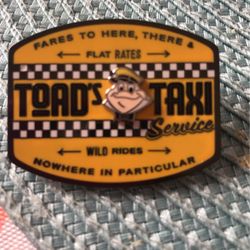 FARES TO HERE, THERE &
← FLAT RATES →
TOAD'S TAXI
Service
← WILD RIDES →
NOWHERE IN PARTICULAR